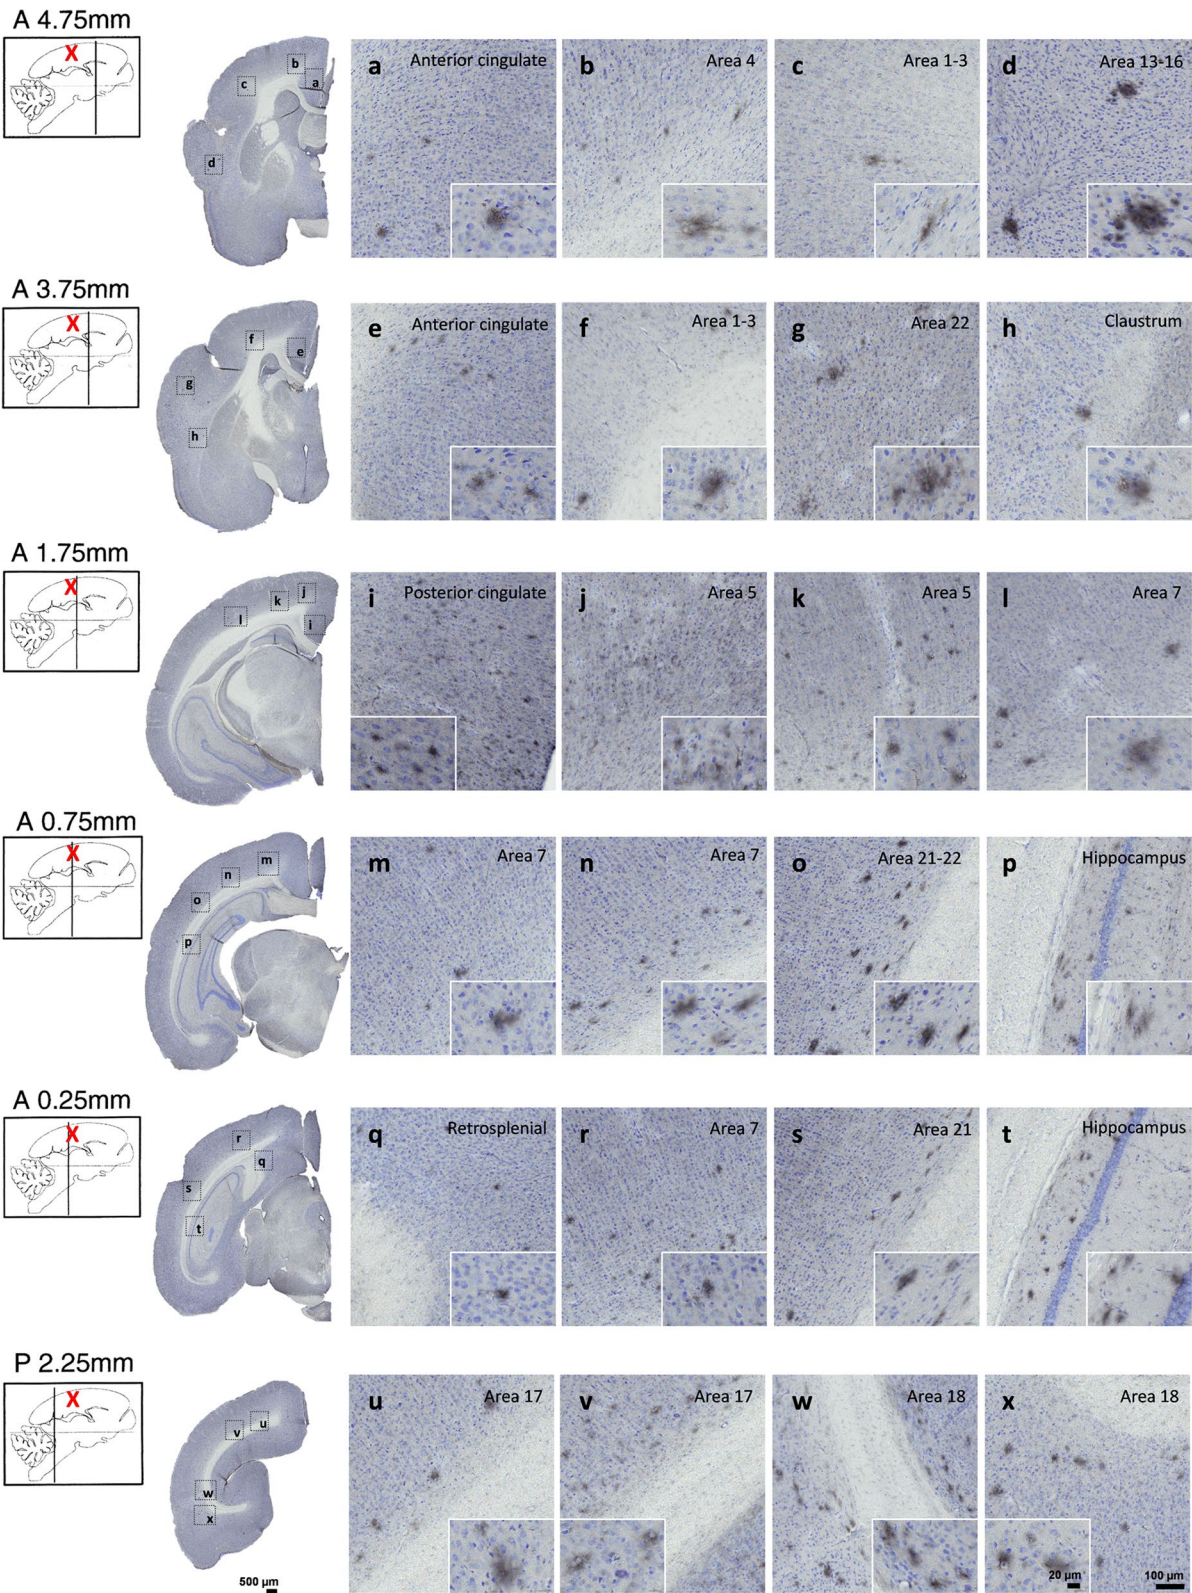 A 4.75mm
X
b
c
a
d
a Anterior cingulate
b Area 4
c Area 1-3
d Area 13-16
A 3.75mm
X
f
e
g
h
e Anterior cingulate
f Area 1-3
g Area 22
h Claustrum
A 1.75mm
X
j
k
l
i
i Posterior cingulate
j Area 5
k Area 5
l Area 7
A 0.75mm
X
m
n
o
p
m Area 7
n Area 7
o Area 21-22
p Hippocampus
A 0.25mm
X
r
q
s
t
q Retrosplenial
r Area 7
s Area 21
t Hippocampus
P 2.25mm
X
u
v
w
x
u Area 17
v Area 17
w Area 18
x Area 18
500 μm
20 μm
100 μm